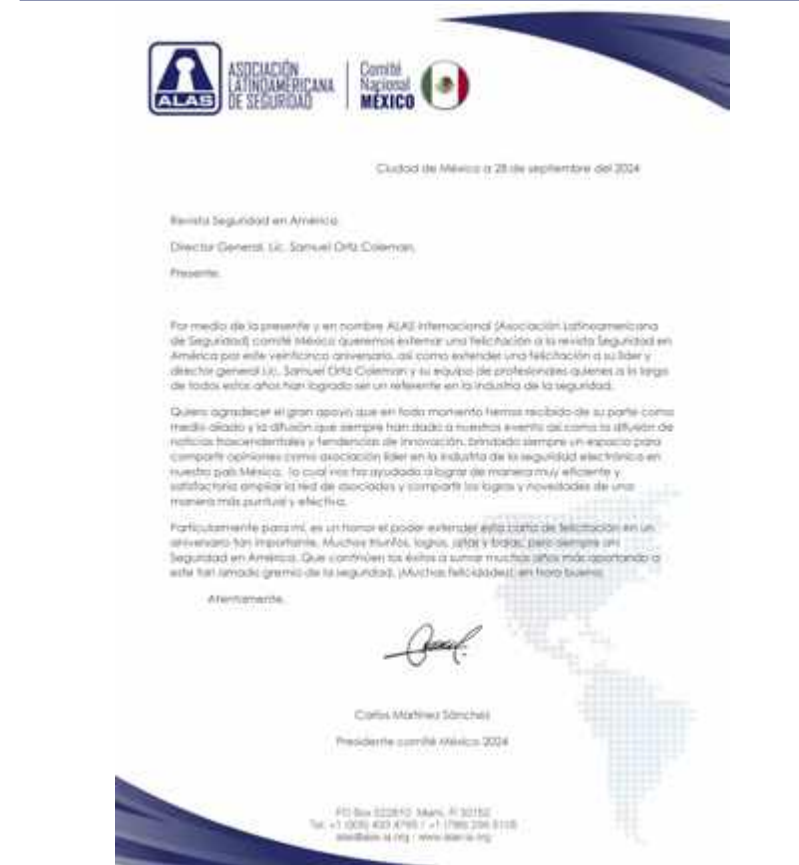 ALAS
ASOCIACIÓN
LATINOAMERICANA
DE SEGURIDAD
Comité
Nacional
MÉXICO
Ciudad de México a 28 de septiembre del 2024
Revista Seguridad en América
Director General. Lic. Samuel Ortiz Coleman.
Presente.
Por medio de la presente y en nombre ALAS Internacional (Asociación Latinoamericana
de Seguridad) comité México queremos externar una felicitación a la revista Seguridad en
América por este veinticinco aniversario, así como extender una felicitación a su líder y
director general Lic. Samuel Ortiz Coleman y su equipo de profesionales quienes a lo largo
de todos estos años han logrado ser un referente en la industria de la seguridad.
Quiero agradecer el gran apoyo que en todo momento hemos recibido de su parte como
medio aliado y la difusión que siempre han dado a nuestros evento así como la difusión de
noticias trascendentales y tendencias de innovación, brindado siempre un espacio para
compartir opiniones como asociación líder en la industria de la seguridad electrónica en
nuestro país México, lo cual nos ha ayudado a lograr de manera muy eficiente y
satisfactoria ampliar la red de asociados y compartir los logros y novedades de una
manera más puntual y efectiva.
Particularmente para mí, es un honor el poder extender esta carta de felicitación en un
aniversario tan importante. Muchos triunfos, logros, altas y bajas, pero siempre ahí
Seguridad en América. Que continúen los éxitos a sumar muchos años más aportando a
este tan amado gremio de la seguridad. ¡Muchas felicidades!, en hora buena.
Atentamente.
Carlos Martínez Sánchez
Presidente comité México 2024
PO Box Miami, Fl
Tel.